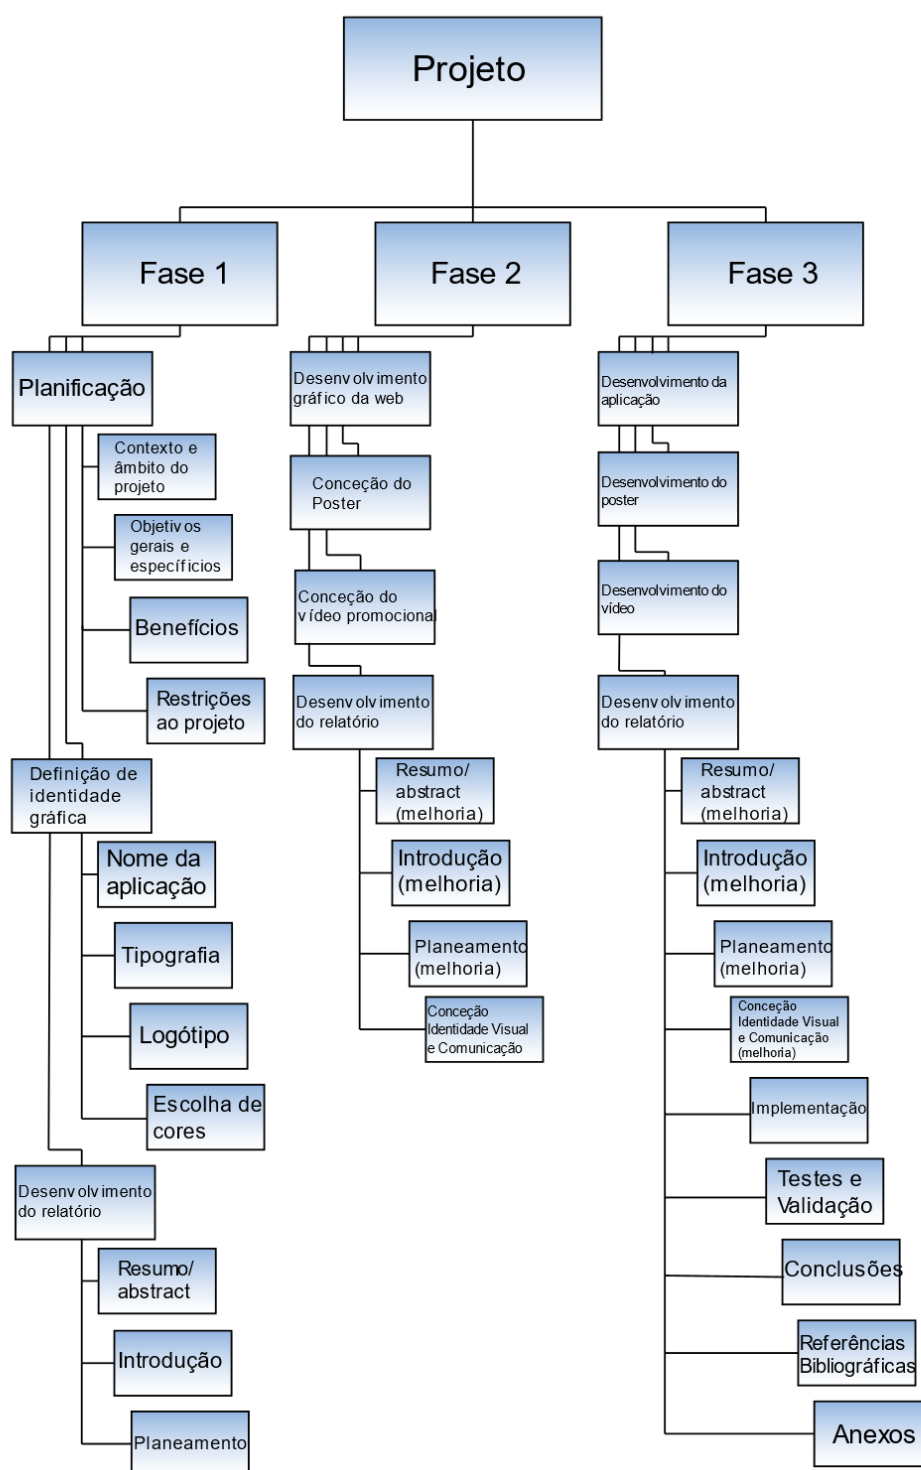 Projeto
Fase 1
Fase 2
Fase 3
Planificação
Contexto e
âmbito do
projeto
Objetivos
gerais e
específicios
Benefícios
Restrições
ao projeto
Definição de
identidade
gráfica
Nome da
aplicação
Tipografia
Logótipo
Escolha de
cores
Desenvolvimento
do relatório
Resumo/
abstract
Introdução
Planeamento
Desenvolvimento
gráfico da web
Conceção do
Poster
Conceção do
vídeo promocional
Desenvolvimento
do relatório
Resumo/
abstract
(melhoria)
Introdução
(melhoria)
Planeamento
(melhoria)
Conceção
Identidade Visual
e Comunicação
Desenvolvimento da
aplicação
Desenvolvimento do
poster
Desenvolvimento do
vídeo
Desenvolvimento
do relatório
Resumo/
abstract
(melhoria)
Introdução
(melhoria)
Planeamento
(melhoria)
Conceção
Identidade Visual
e Comunicação
(melhoria)
Implementação
Testes e
Validação
Conclusões
Referências
Bibliográficas
Anexos